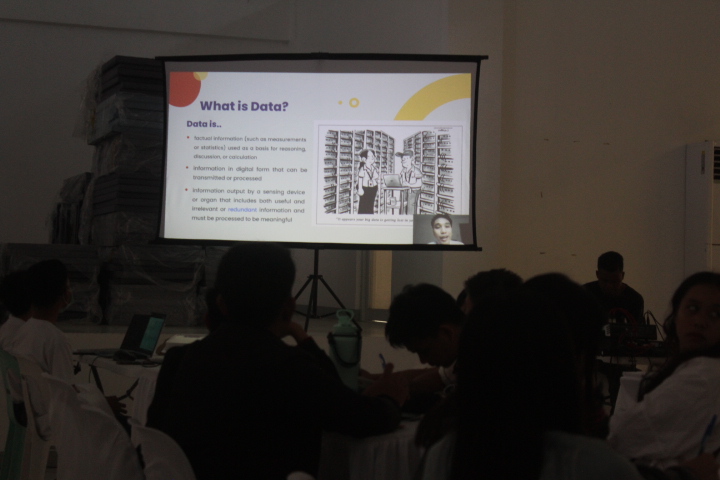 What is Data?
Data is..
factual information (such as measurements
or statistics) used as a basis for reasoning,
discussion, or calculation
information in digital form that can be
transmitted or processed
information output by a sensing device
or organ that includes both useful and
irrelevant or redundant information and
must be processed to be meaningful
"It appears that big data is getting